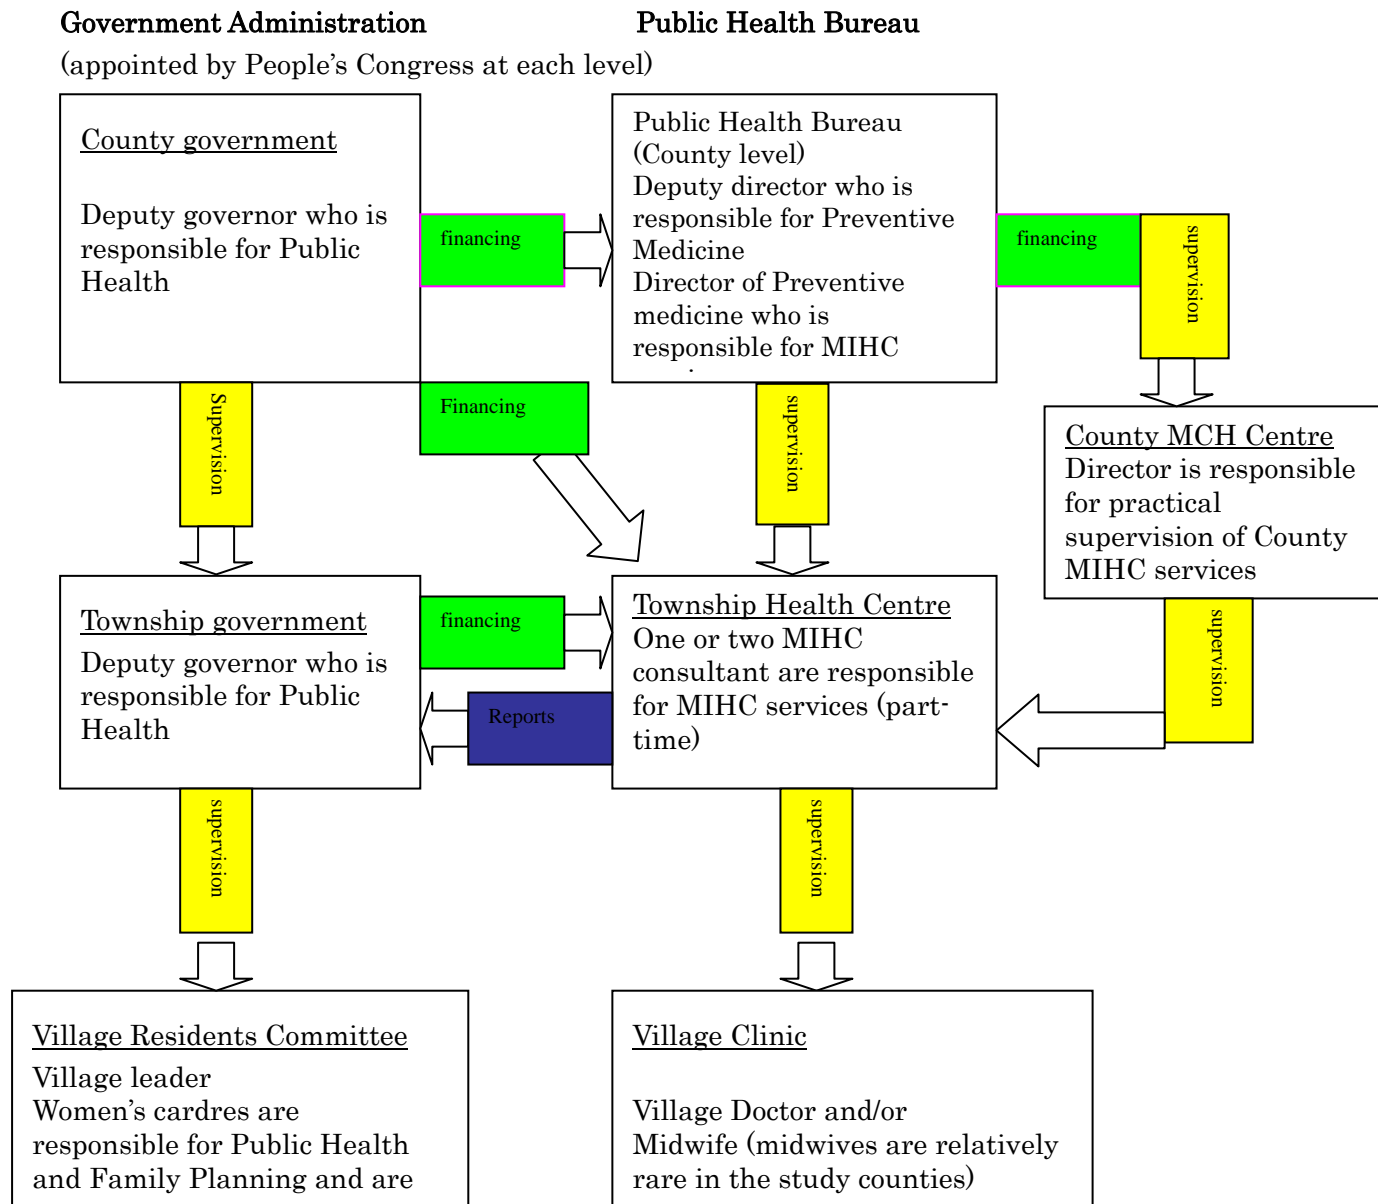 Government Administration
Public Health Bureau
(appointed by People's Congress at each level)
County government
Deputy governor who is
responsible for Public
Health
financing
Public Health Bureau
(County level)
Deputy director who is
responsible for Preventive
Medicine
Director of Preventive
medicine who is
responsible for MIHC
financing
supervision
Supervision
Financing
supervision
County MCH Centre
Director is responsible
for practical
supervision of County
MIHC services
Township government
Deputy governor who is
responsible for Public
Health
financing
Reports
Township Health Centre
One or two MIHC
consultant are responsible
for MIHC services (part-
time)
supervision
supervision
supervision
Village Residents Committee
Village leader
Women's cardres are
responsible for Public Health
and Family Planning and are
Village Clinic
Village Doctor and/or
Midwife (midwives are relatively
rare in the study counties)